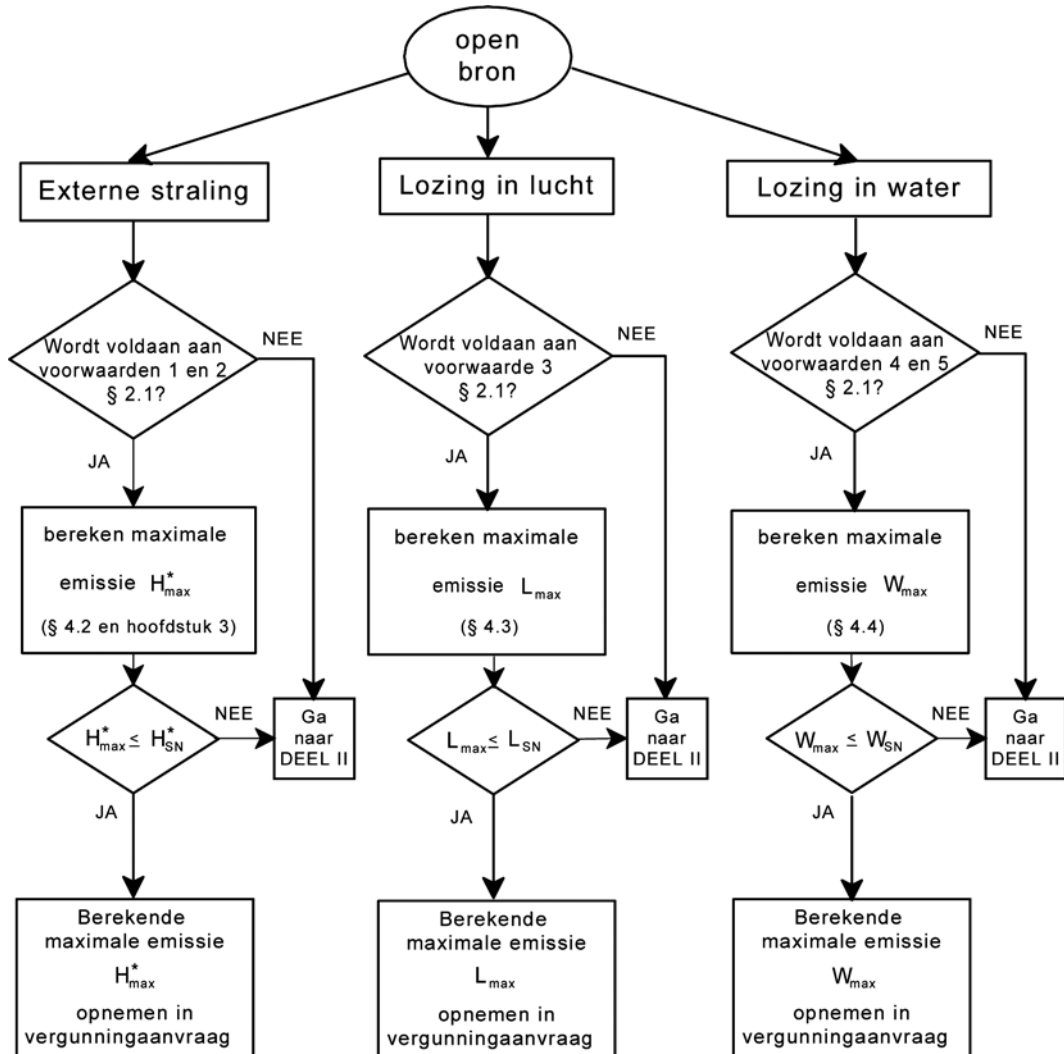 open
bron
Externe straling
Wordt voldaan aan
voorwaarden 1 en 2
§ 2.1?
NEE
JA
bereken maximale
emissie H*max
(§ 4.2 en hoofdstuk 3)
H*max ≤ H*SN
NEE
Ga
naar
DEEL II
JA
Berekende
maximale emissie
H*max
opnemen in
vergunningaanvraag
Lozing in lucht
Wordt voldaan aan
voorwaarde 3
§ 2.1?
NEE
JA
bereken maximale
emissie Lmax
(§ 4.3)
Lmax ≤ LSN
NEE
Ga
naar
DEEL II
JA
Berekende
maximale emissie
Lmax
opnemen in
vergunningaanvraag
Lozing in water
Wordt voldaan aan
voorwaarden 4 en 5
§ 2.1?
NEE
JA
bereken maximale
emissie Wmax
(§ 4.4)
Wmax ≤ WSN
NEE
Ga
naar
DEEL II
JA
Berekende
maximale emissie
Wmax
opnemen in
vergunningaanvraag